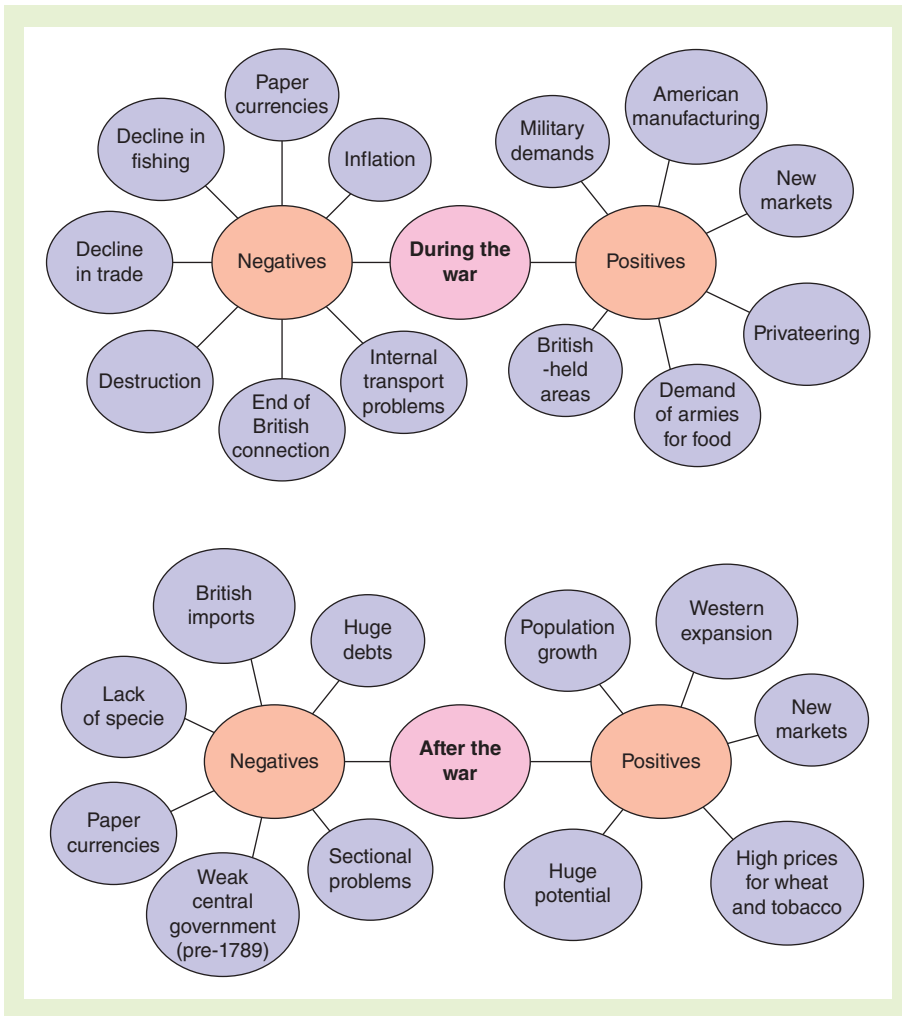 Paper
currencies
Decline in
fishing
Inflation
Decline
in trade
Negatives
Destruction
End of
British
connection
Internal
transport
problems
During the
war
Military
demands
American
manufacturing
New
markets
Positives
Privateering
British
-held
areas
Demand
of armies
for food
British
imports
Huge
debts
Lack
of specie
Negatives
Paper
currencies
Weak
central
government
(pre-1789)
Sectional
problems
After the
war
Population
growth
Western
expansion
New
markets
Positives
Huge
potential
High prices
for wheat
and tobacco